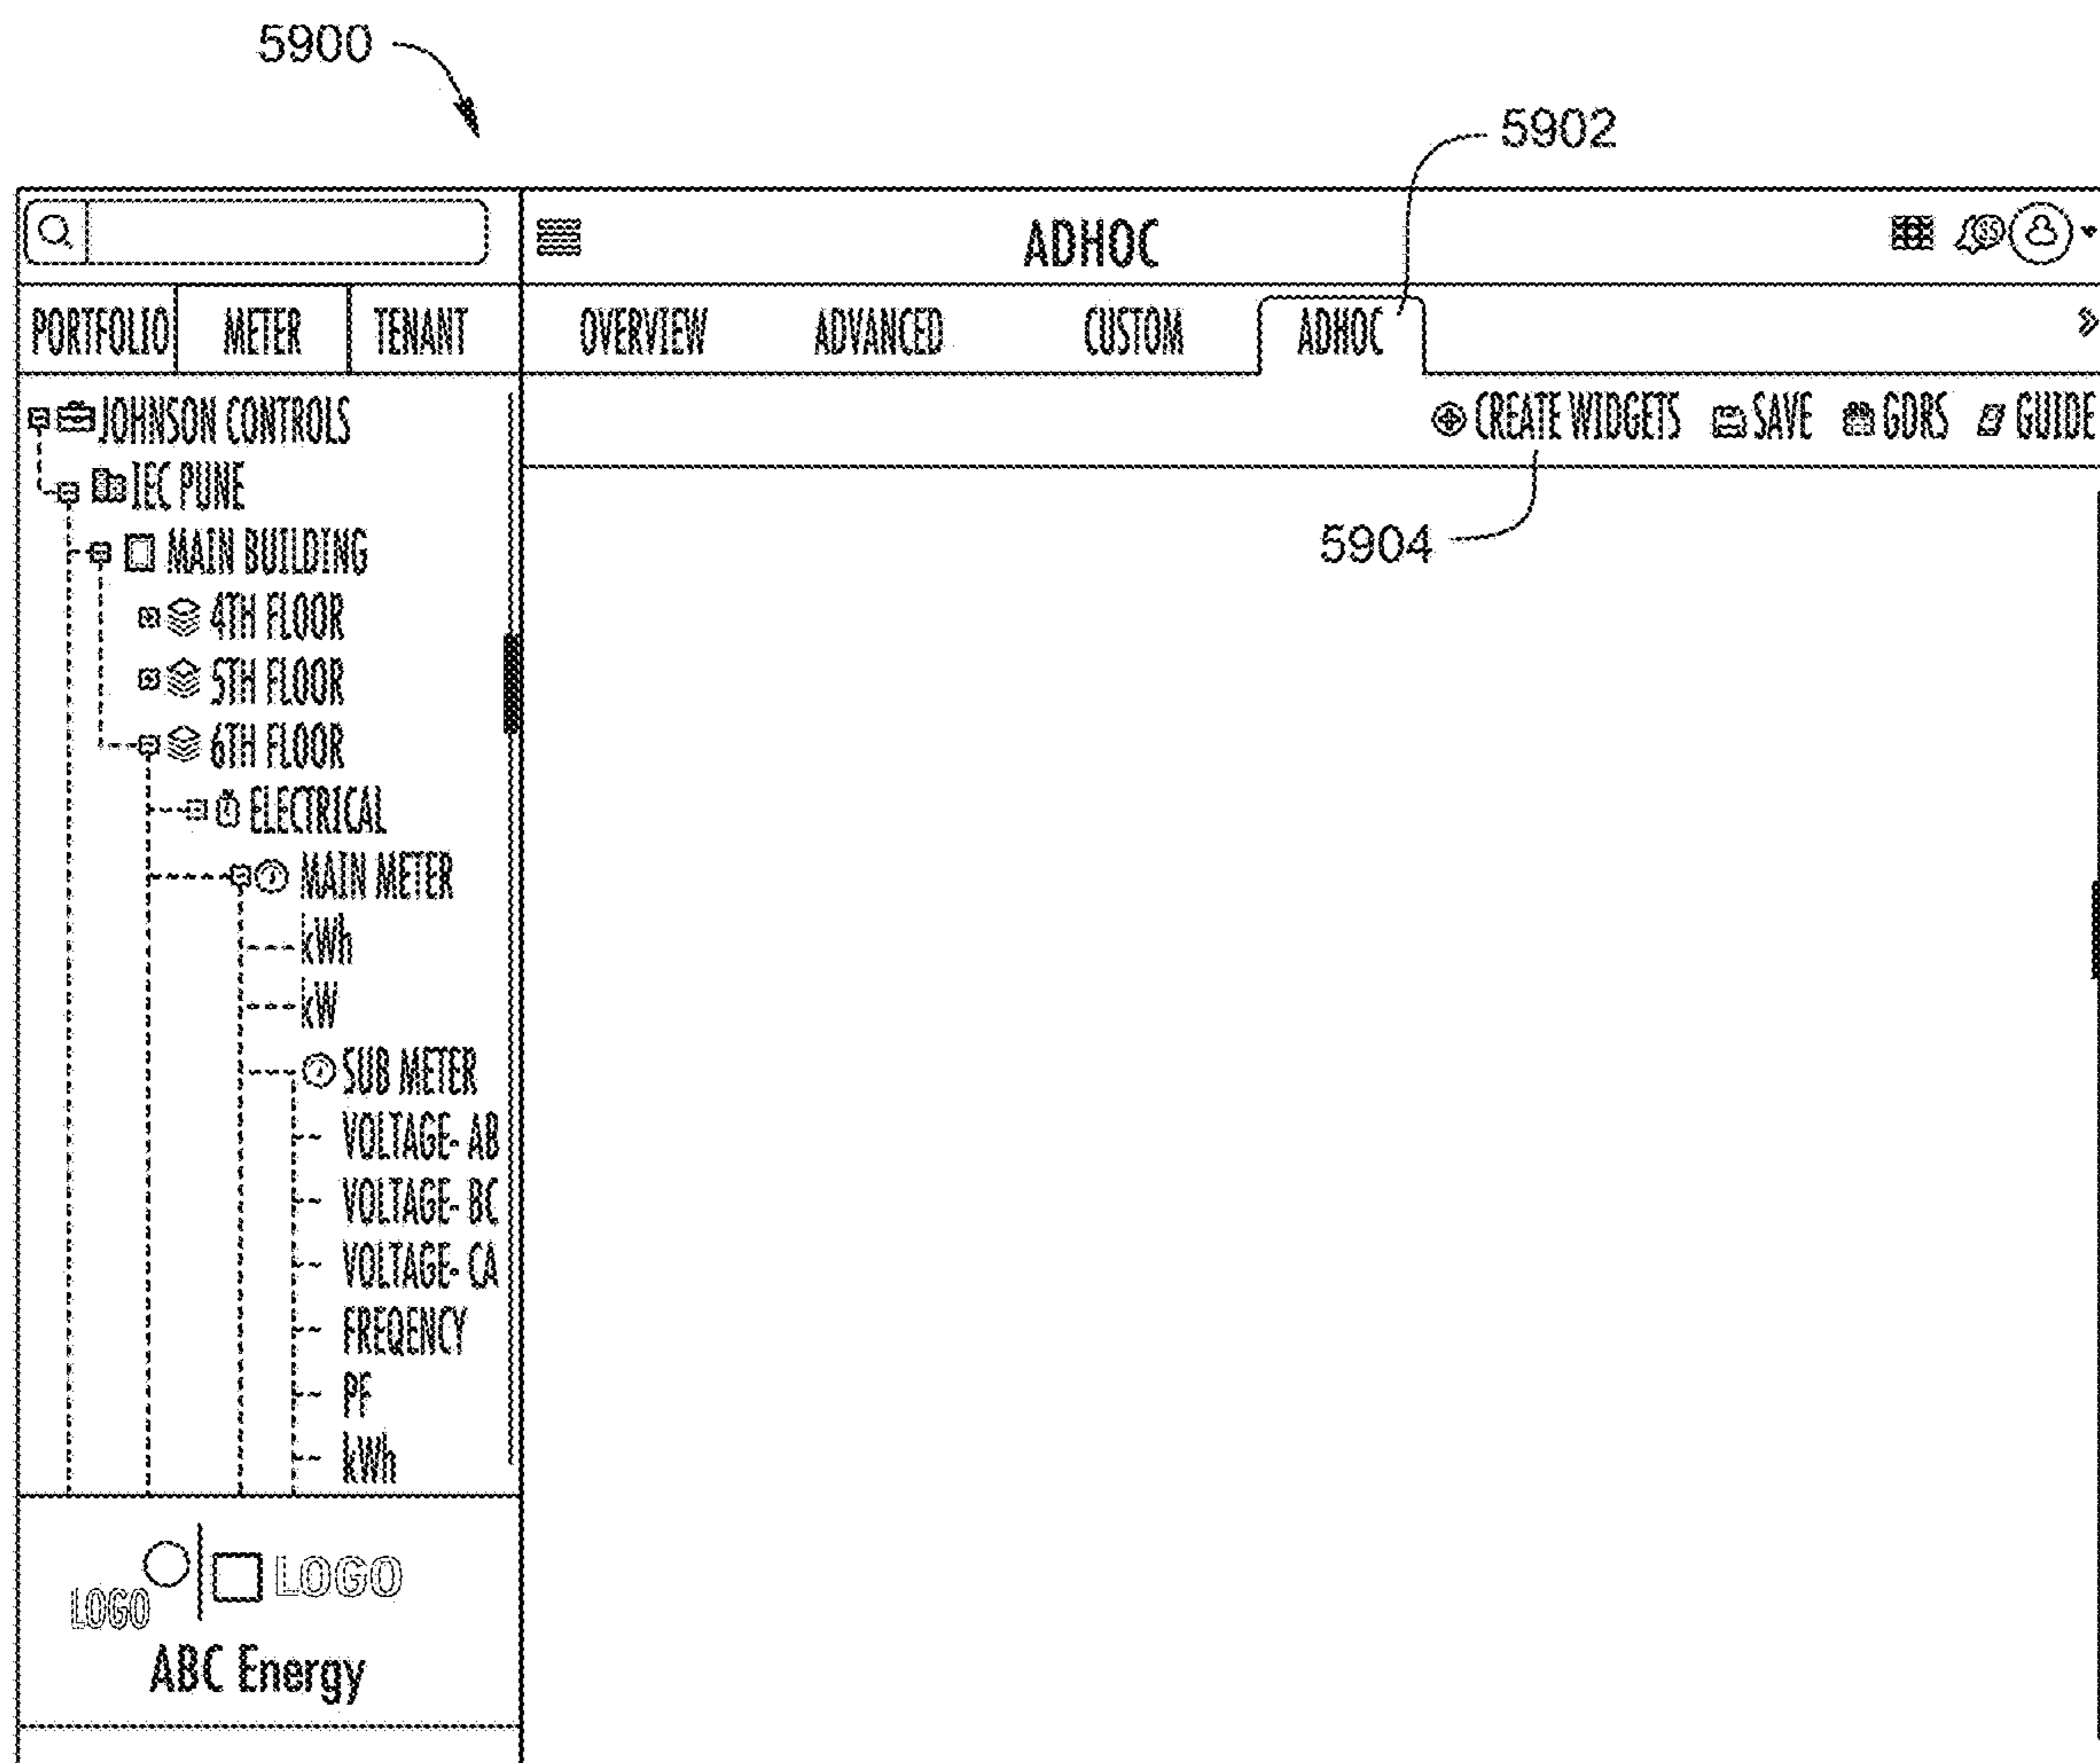 5900
5902
ADHOC
35
PORTFOLIO METER TENANT
OVERVIEW ADVANCED CUSTOM ADHOC »
CREATE WIDGETS SAVE GDRS GUIDE
5904
JOHNSON CONTROLS
IEC PUNE
MAIN BUILDING
4TH FLOOR
5TH FLOOR
6TH FLOOR
ELECTRICAL
MAIN METER
kWh
kW
SUB METER
VOLTAGE- AB
VOLTAGE- BC
VOLTAGE- CA
FREQENCY
PF
kWh
LOGO LOGO
ABC Energy